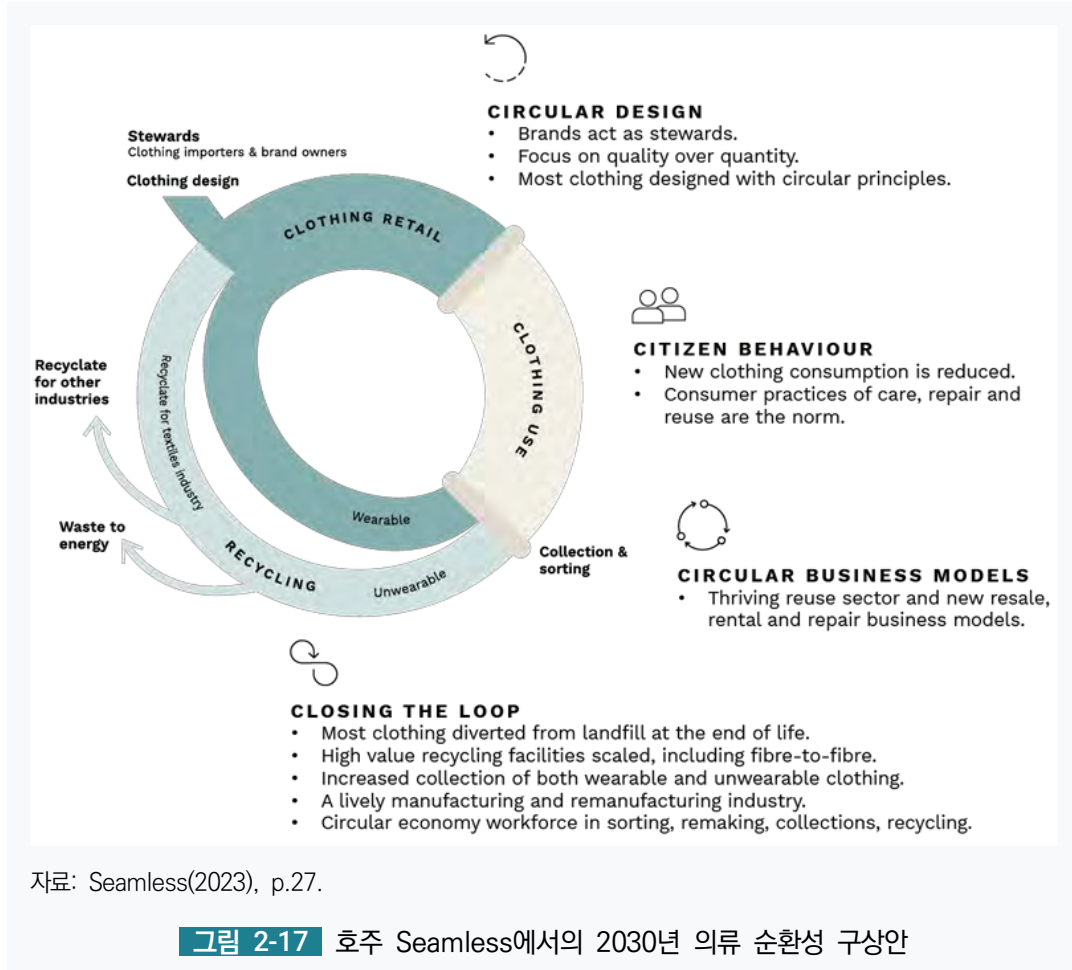 CIRCULAR DESIGN
• Brands act as stewards.
• Focus on quality over quantity.
• Most clothing designed with circular principles.
Stewards
Clothing importers & brand owners
Clothing design
CLOTHING RETAIL
CLOTHING USE
CITIZEN BEHAVIOUR
• New clothing consumption is reduced.
• Consumer practices of care, repair and
reuse are the norm.
Recyclate
for other
industries
Recyclate for textiles industry
Waste to
energy
RECYCLING
Wearable
Unwearable
Collection &
sorting
CIRCULAR BUSINESS MODELS
• Thriving reuse sector and new resale,
rental and repair business models.
CLOSING THE LOOP
• Most clothing diverted from landfill at the end of life.
• High value recycling facilities scaled, including fibre-to-fibre.
• Increased collection of both wearable and unwearable clothing.
• A lively manufacturing and remanufacturing industry.
• Circular economy workforce in sorting, remaking, collections, recycling.
자료: Seamless(2023), p.27.
그림 2-17 호주 Seamless에서의 2030년 의류 순환성 구상안